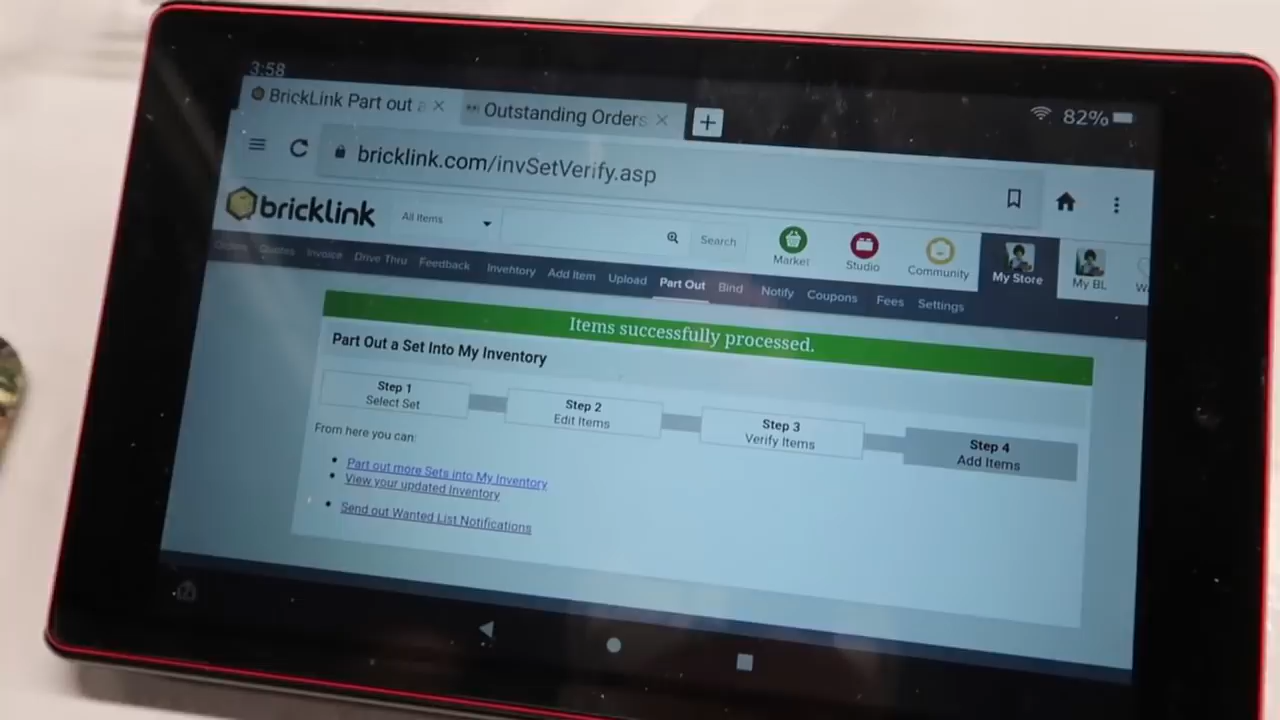 3:58
82%
BrickLink Part out a
Outstanding Orders
bricklink.com/invSetVerify.asp
bricklink
All Items
Search
Market
Studio
Community
My Store
My BL
Orders Quotes Invoice Drive Thru Feedback Inventory Add Item Upload Part Out Bind Notify Coupons Fees Settings
Items successfully processed.
Part Out a Set Into My Inventory
Step 1
Select Set
Step 2
Edit Items
Step 3
Verify Items
Step 4
Add Items
From here you can:
Part out more Sets into My Inventory
View your updated Inventory
Send out Wanted List Notifications